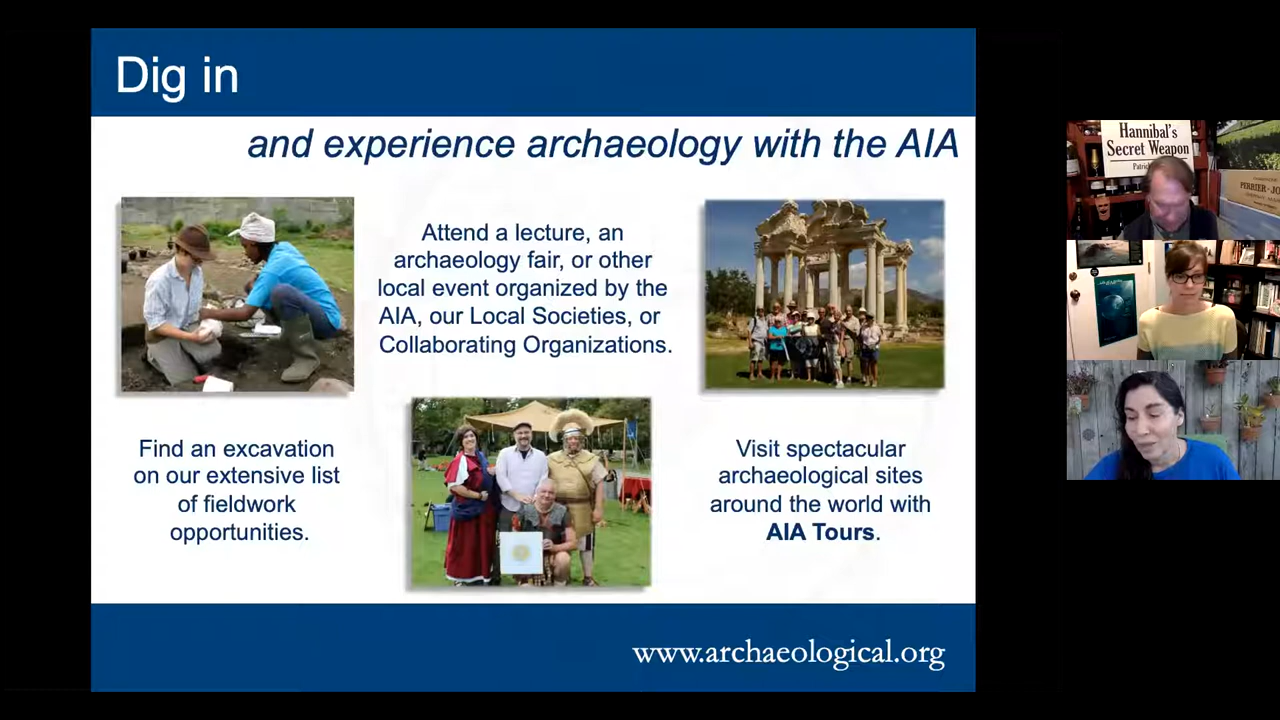 Dig in
and experience archaeology with the AIA
Attend a lecture, an
archaeology fair, or other
local event organized by the
AIA, our Local Societies, or
Collaborating Organizations.
Find an excavation
on our extensive list
of fieldwork
opportunities.
Visit spectacular
archaeological sites
around the world with
AIA Tours.
www.archaeological.org
Hannibal's
Secret Weapon